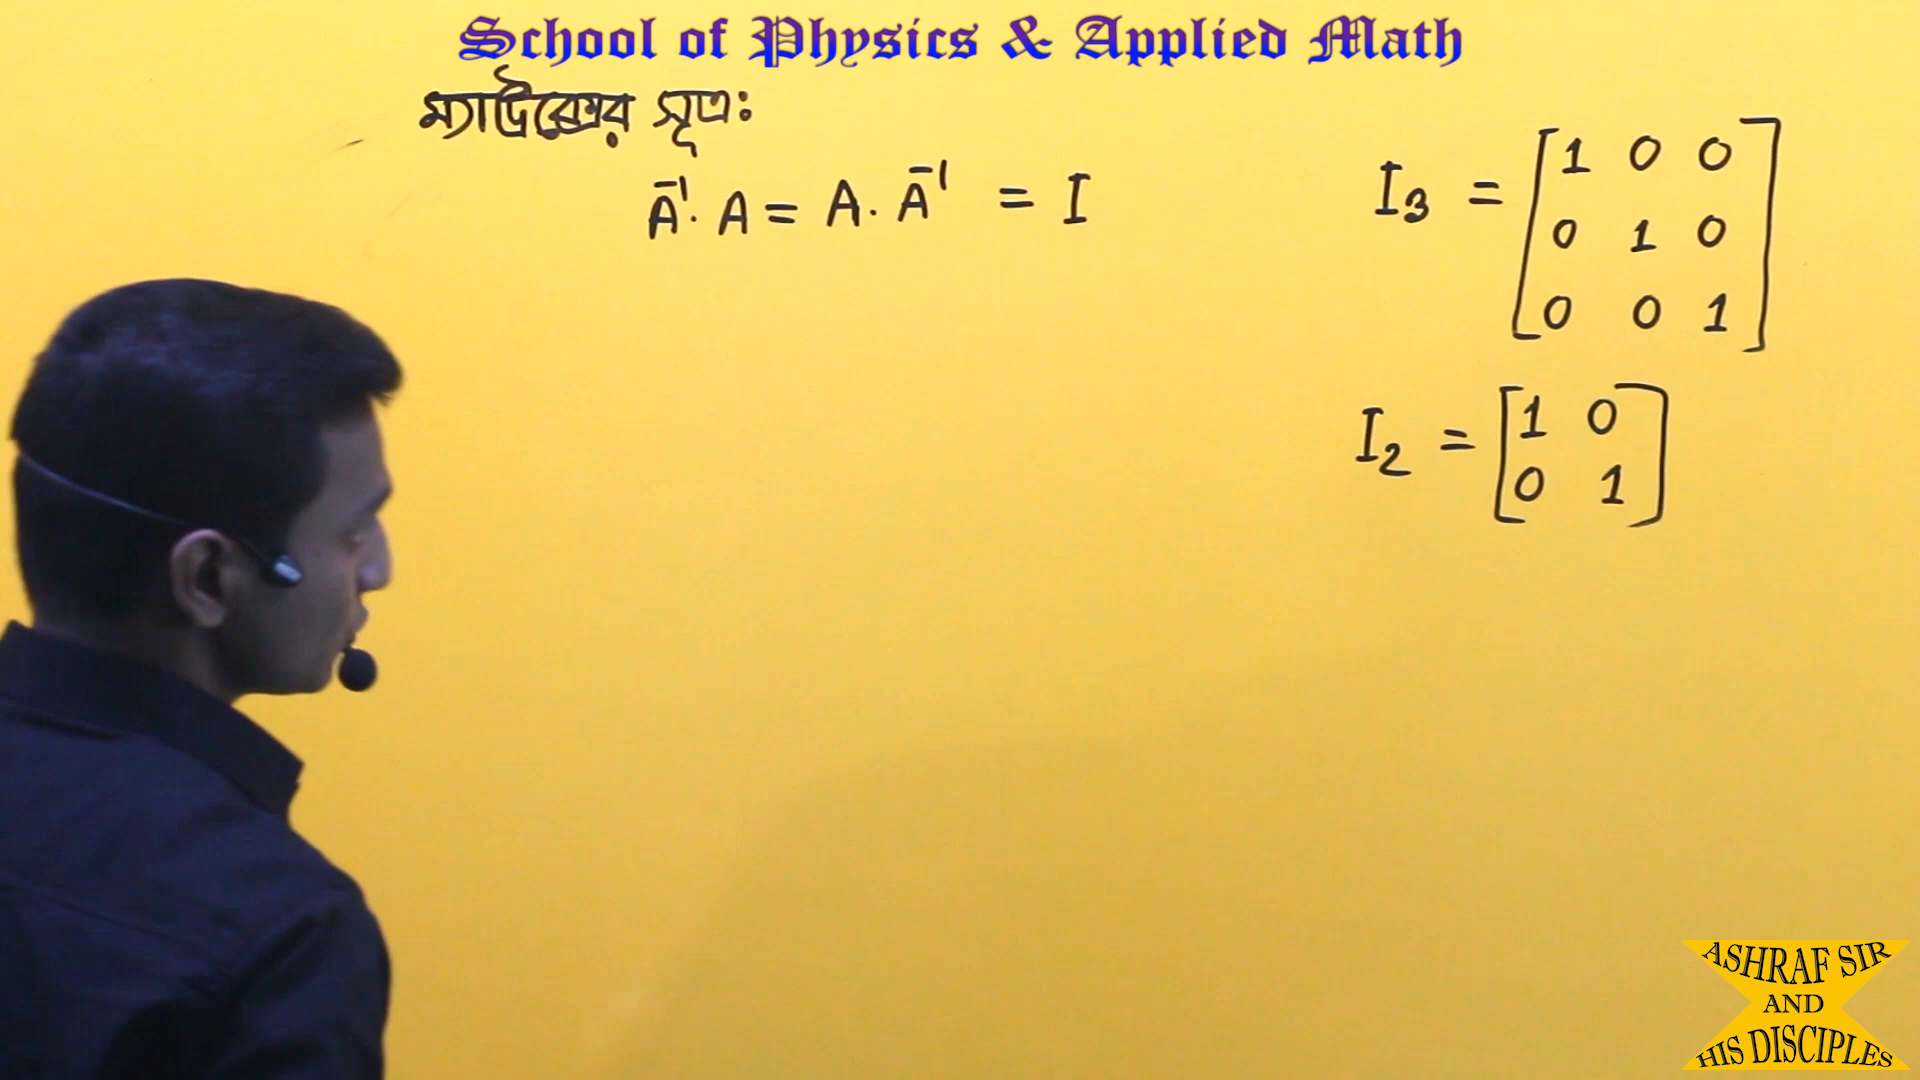 School of Physics & Applied Math
ম্যাট্রিক্সের সূত্রঃ
A⁻¹. A = A. A⁻¹ = I
I₃ = [1 0 0
0 1 0
0 0 1]
I₂ = [1 0
0 1]
ASHRAF SIR
AND
HIS DISCIPLES